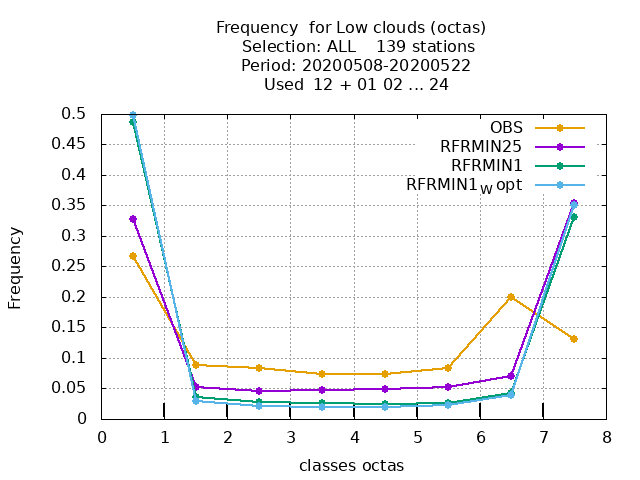 Frequency  for Low clouds (octas)
Selection: ALL    139 stations
Period: 20200508-20200522
Used  12 + 01 02 ... 24
OBS
RFRMIN25
RFRMIN1
RFRMIN1W opt
0.5
0.45
0.4
0.35
0.3
0.25
0.2
0.15
0.1
0.05
0
Frequency
0 1 2 3 4 5 6 7 8
classes octas